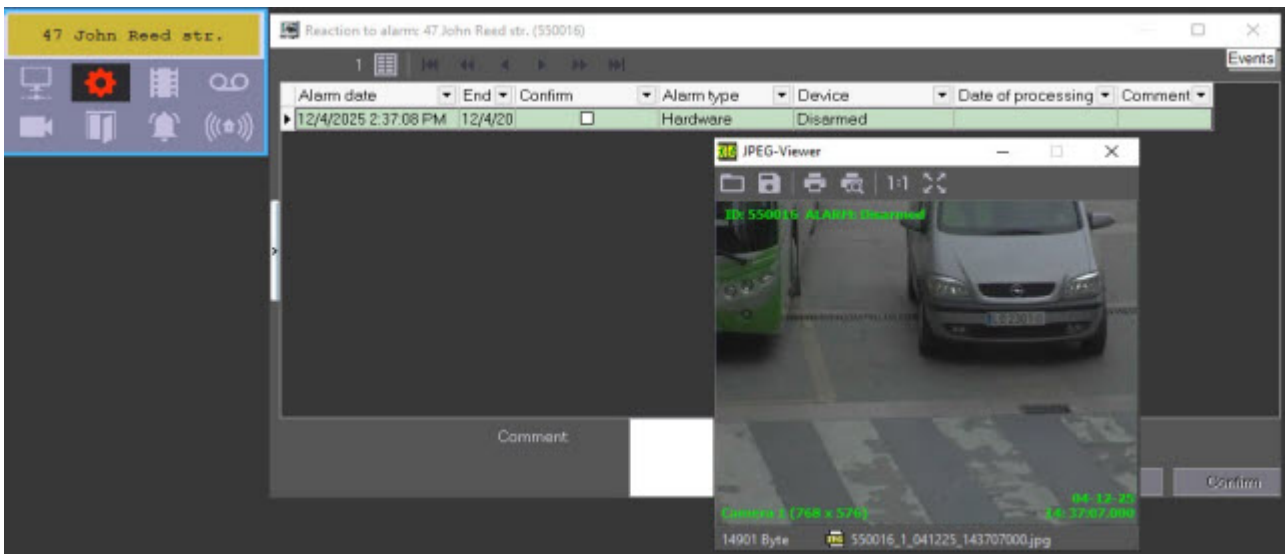 47 John Reed str.
Reaction to alarm: 47 John Reed str. (550016)
1
Events
Alarm date End Confirm Alarm type Device Date of processing Comment
12/4/2025 2:37:08 PM 12/4/20 Hardware Disarmed
JPEG-Viewer
1:1
ID: 550016 ALARM: Disarmed
Comment
04-12-25
Camera 1 (768 x 576) 14:37:07.000
Confirm
14901 Byte 550016_1_041225_143707000.jpg